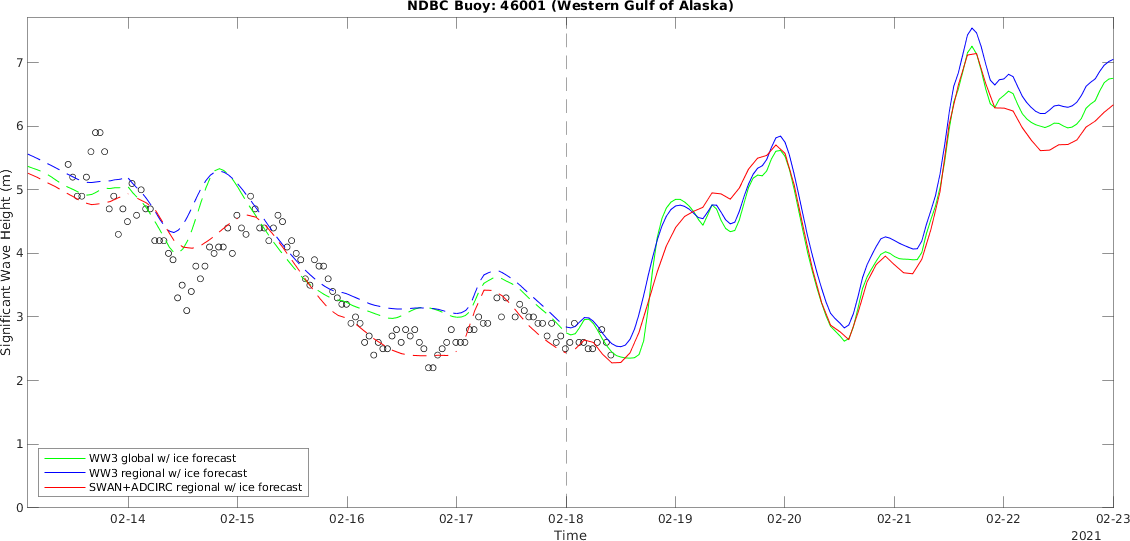 NDBC Buoy: 46001 (Western Gulf of Alaska)
Significant Wave Height (m)
7
6
5
4
3
2
1
0
WW3 global w/ ice forecast
WW3 regional w/ ice forecast
SWAN+ADCIRC regional w/ ice forecast
02-14 02-15 02-16 02-17 02-18 02-19 02-20 02-21 02-22 02-23
Time
2021